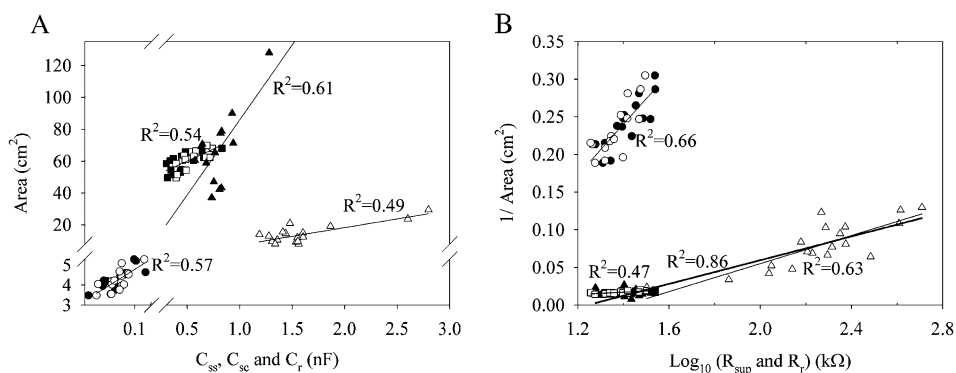 A
B
Area (cm²)
120
100
80
60
40
20
5
4
3
R²=0.61
R²=0.54
R²=0.49
R²=0.57
0.1
0.5
1.0
1.5
2.0
2.5
3.0
C_ss, C_sc and C_r (nF)
1/ Area (cm²)
0.35
0.30
0.25
0.20
0.15
0.10
0.05
0.00
R²=0.66
R²=0.47
R²=0.86
R²=0.63
1.2
1.6
2.0
2.4
2.8
Log₁₀ (R_sup and R_r) (kΩ)